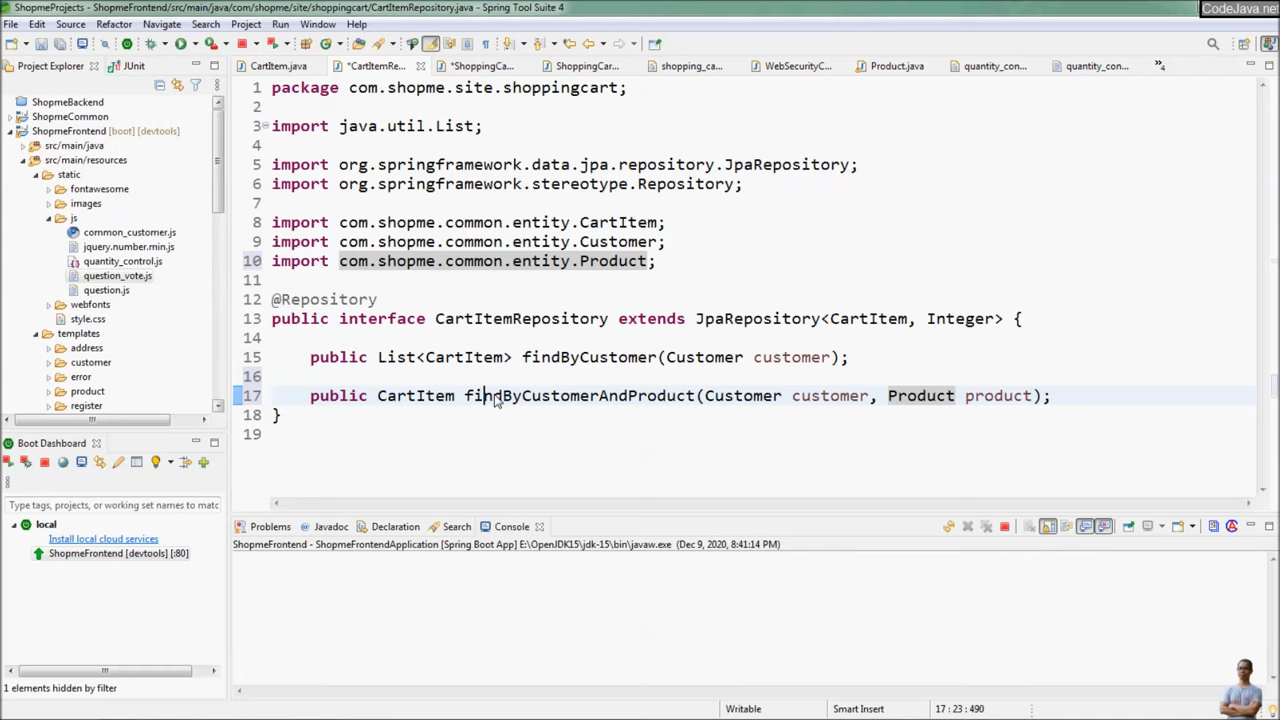 ShopmeProjects - ShopmeFrontend/src/main/java/com/shopme/site/shoppingcart/CartItemRepository.java - Spring Tool Suite 4
CodeJava.net
File Edit Source Refactor Navigate Search Project Run Window Help
Project Explorer JUnit
CartItem.java *CartItemRe... *ShoppingCa... ShoppingCar... shopping_ca... WebSecurityC... Product.java quantity_con... quantity_con...
ShopmeBackend
ShopmeCommon
ShopmeFrontend [boot] [devtools]
src/main/java
src/main/resources
static
fontawesome
images
js
common_customer.js
jquery.number.min.js
quantity_control.js
question_vote.js
question.js
webfonts
style.css
templates
address
customer
error
product
register
1 package com.shopme.site.shoppingcart;
2
3 import java.util.List;
4
5 import org.springframework.data.jpa.repository.JpaRepository;
6 import org.springframework.stereotype.Repository;
7
8 import com.shopme.common.entity.CartItem;
9 import com.shopme.common.entity.Customer;
10 import com.shopme.common.entity.Product;
11
12 @Repository
13 public interface CartItemRepository extends JpaRepository<CartItem, Integer> {
14
15 public List<CartItem> findByCustomer(Customer customer);
16
17 public CartItem findByCustomerAndProduct(Customer customer, Product product);
18 }
19
Boot Dashboard
Type tags, projects, or working set names to matc
local
Install local cloud services
ShopmeFrontend [devtools] [:80]
1 elements hidden by filter
Problems Javadoc Declaration Search Console
ShopmeFrontend - ShopmeFrontendApplication [Spring Boot App] E:\OpenJDK15\jdk-15\bin\javaw.exe (Dec 9, 2020, 8:41:14 PM)
Writable Smart Insert 17 : 23 : 490